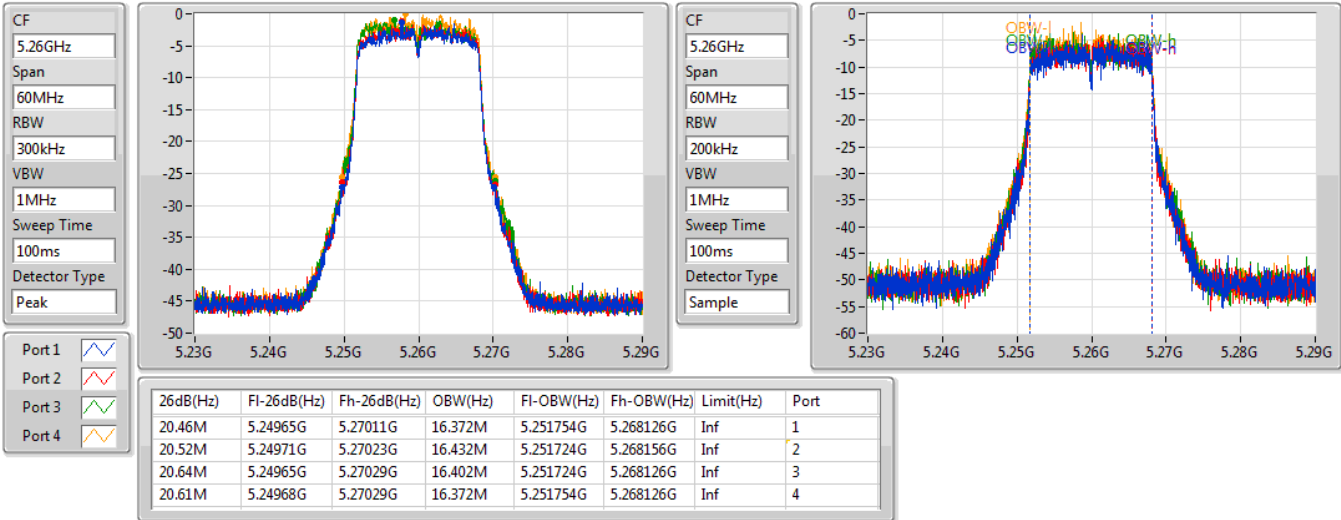 CF
5.26GHz
Span
60MHz
RBW
300kHz
VBW
1MHz
Sweep Time
100ms
Detector Type
Peak
0
-5
-10
-15
-20
-25
-30
-35
-40
-45
-50
5.23G 5.24G 5.25G 5.26G 5.27G 5.28G 5.29G
CF
5.26GHz
Span
60MHz
RBW
200kHz
VBW
1MHz
Sweep Time
100ms
Detector Type
Sample
0
-5
-10
-15
-20
-25
-30
-35
-40
-45
-50
-55
-60
OBW-l
OBW-h
OBW-h
5.23G 5.24G 5.25G 5.26G 5.27G 5.28G 5.29G
Port 1
Port 2
Port 3
Port 4
26dB(Hz) Fl-26dB(Hz) Fh-26dB(Hz) OBW(Hz) Fl-OBW(Hz) Fh-OBW(Hz) Limit(Hz) Port
20.46M 5.24965G 5.27011G 16.372M 5.251754G 5.268126G Inf 1
20.52M 5.24971G 5.27023G 16.432M 5.251724G 5.268156G Inf 2
20.64M 5.24965G 5.27029G 16.402M 5.251724G 5.268126G Inf 3
20.61M 5.24968G 5.27029G 16.372M 5.251754G 5.268126G Inf 4